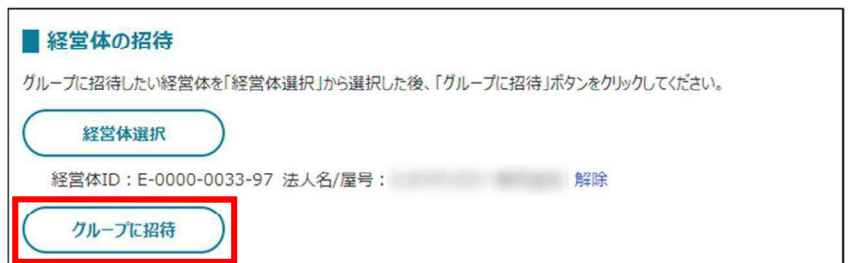 経営体の招待
グループに招待したい経営体を「経営体選択」から選択した後、「グループに招待」ボタンをクリックしてください。
経営体選択
経営体ID:E-0000-0033-97 法人名/屋号: 解除
グループに招待